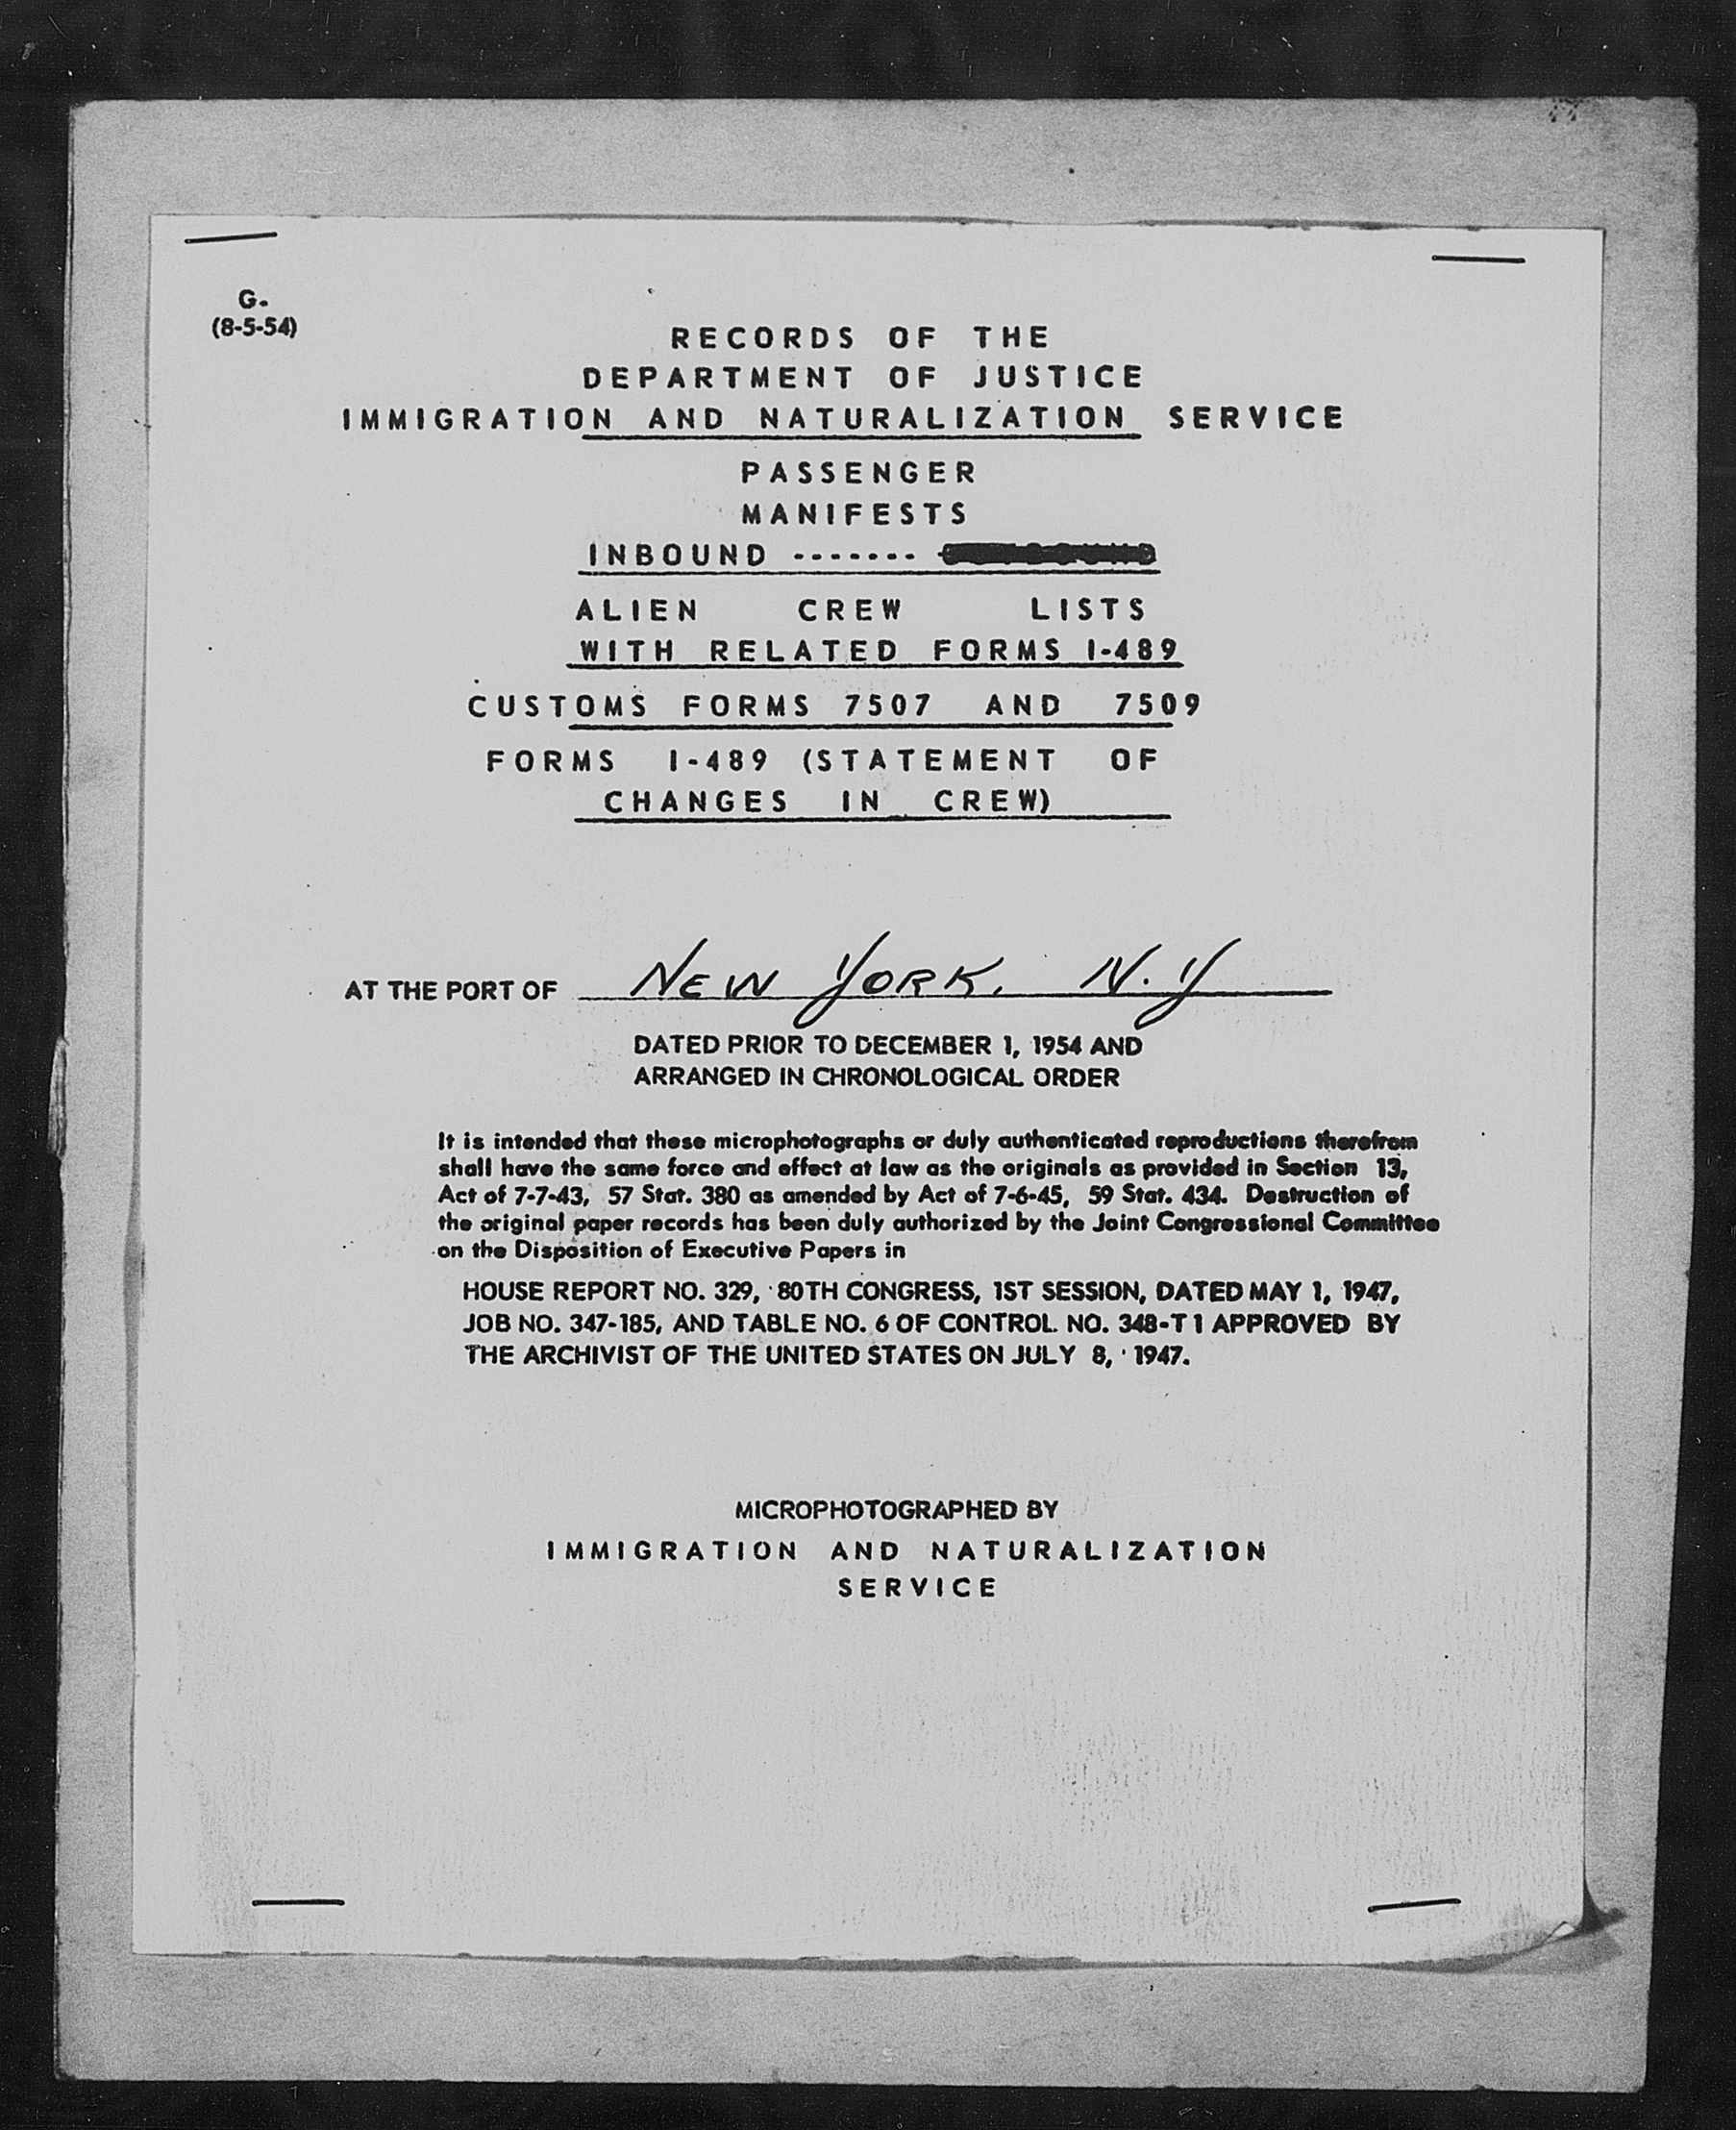 G.
(8-5-54)
RECORDS OF THE
DEPARTMENT OF JUSTICE
IMMIGRATION AND NATURALIZATION SERVICE
PASSENGER
MANIFESTS
INBOUND -------
ALIEN CREW LISTS
WITH RELATED FORMS I-489
CUSTOMS FORMS 7507 AND 7509
FORMS I-489 (STATEMENT OF
CHANGES IN CREW)
AT THE PORT OF NEW YORK, N.Y
DATED PRIOR TO DECEMBER 1, 1954 AND
ARRANGED IN CHRONOLOGICAL ORDER
It is intended that these microphotographs or duly authenticated reproductions therefrom
shall have the same force and effect at law as the originals as provided in Section 13,
Act of 7-7-43, 57 Stat. 380 as amended by Act of 7-6-45, 59 Stat. 434. Destruction of
the original paper records has been duly authorized by the Joint Congressional Committee
on the Disposition of Executive Papers in
HOUSE REPORT NO. 329, 80TH CONGRESS, 1ST SESSION, DATED MAY 1, 1947,
JOB NO. 347-185, AND TABLE NO. 6 OF CONTROL NO. 348-T1 APPROVED BY
THE ARCHIVIST OF THE UNITED STATES ON JULY 8, 1947.
MICROPHOTOGRAPHED BY
IMMIGRATION AND NATURALIZATION
SERVICE